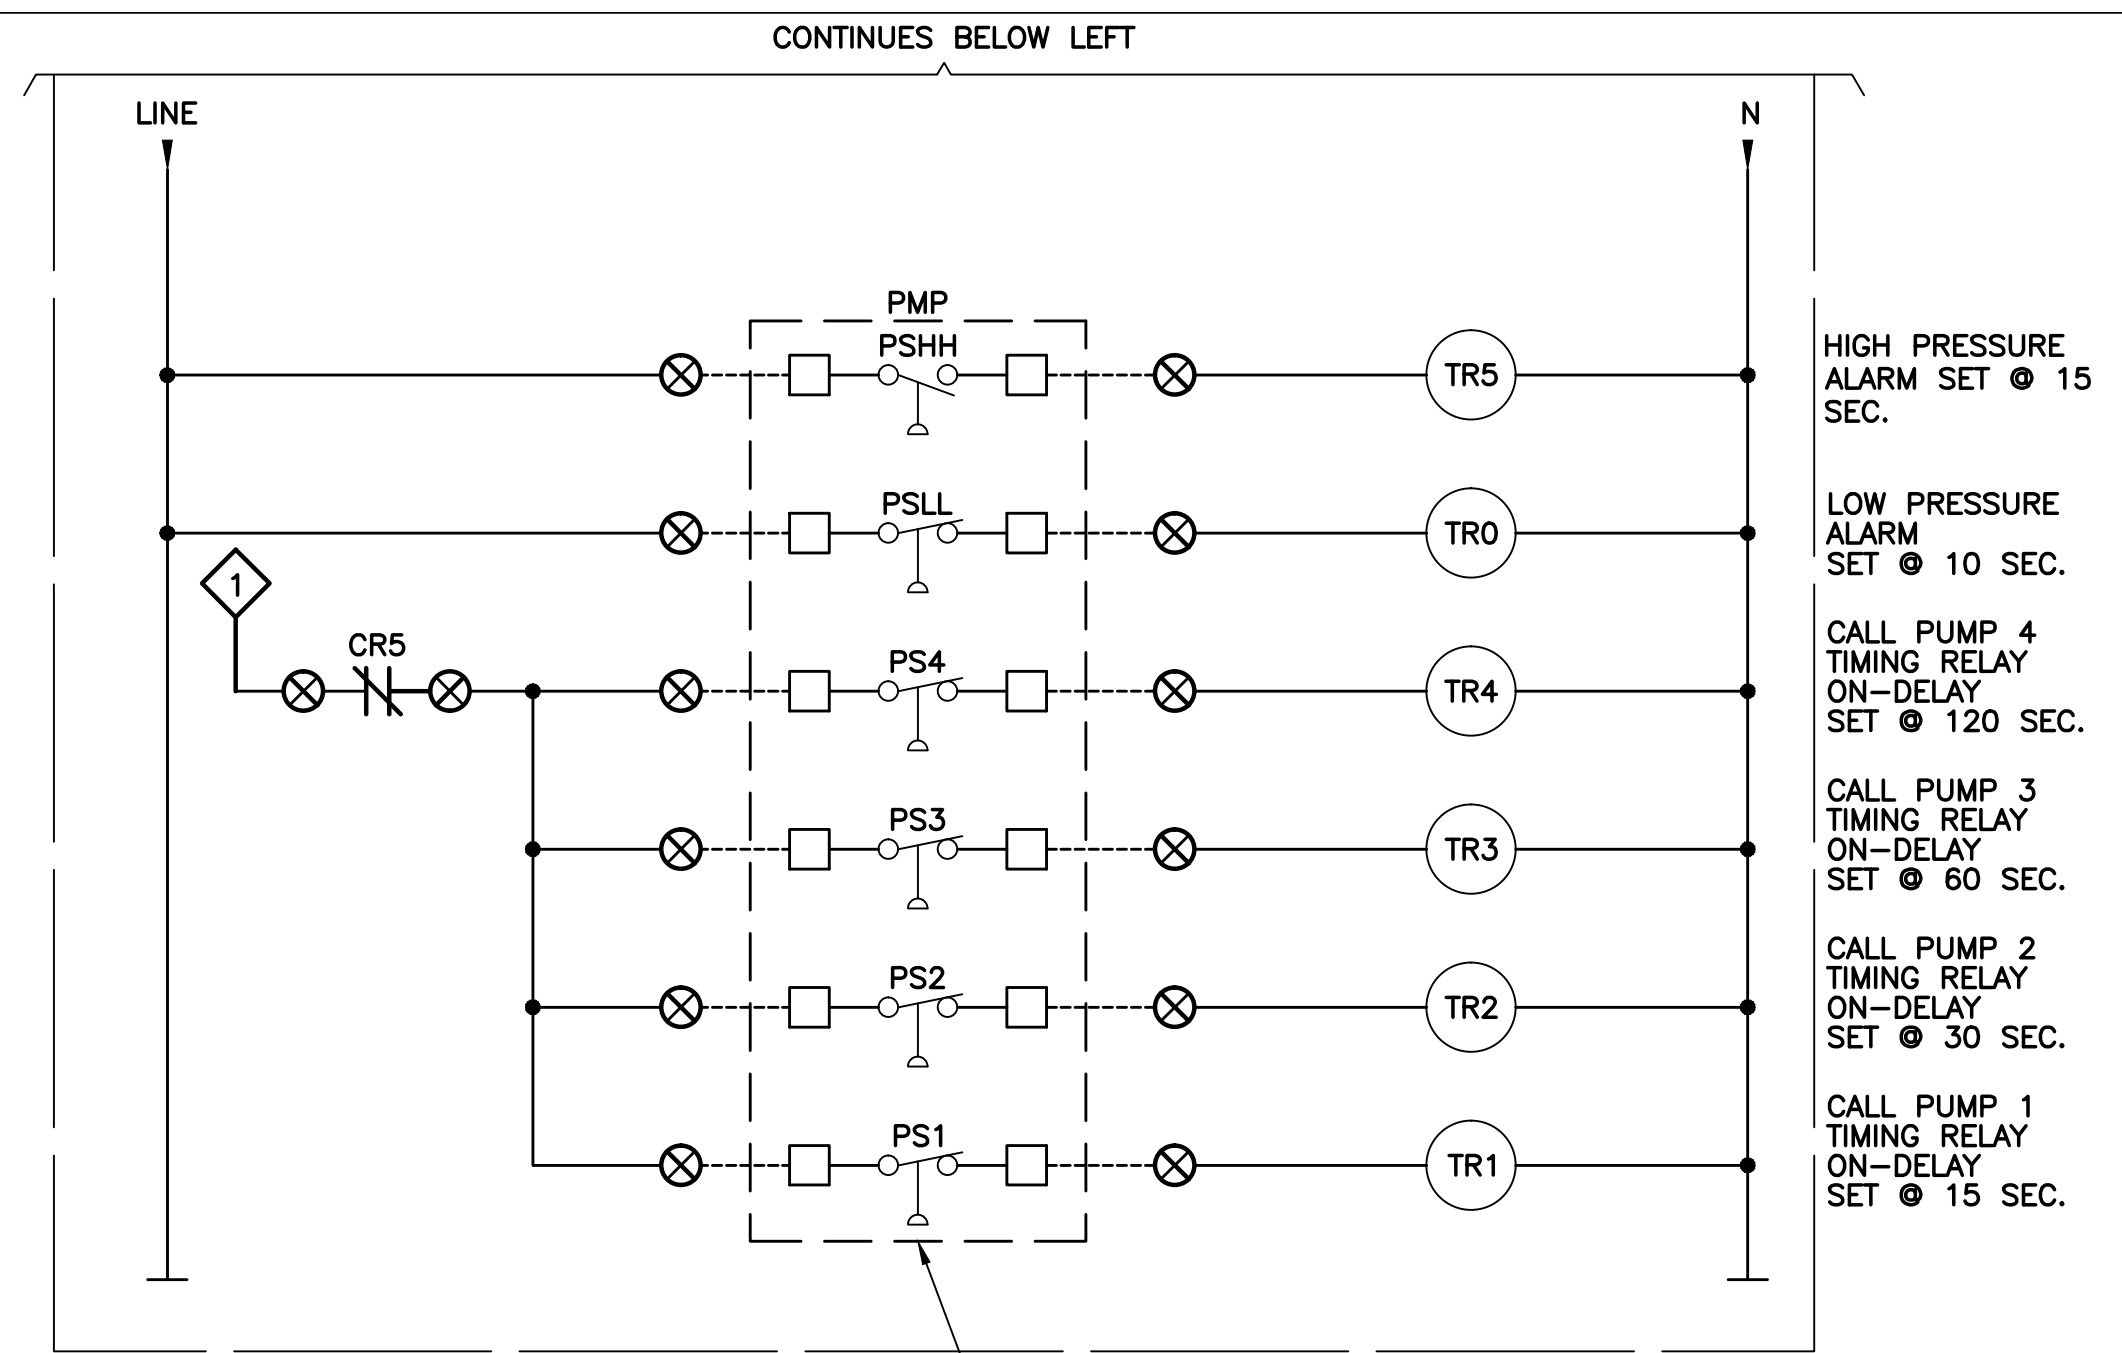 CONTINUES BELOW LEFT
LINE
N
PMP
PSHH
TR5
HIGH PRESSURE
ALARM SET @ 15
SEC.
PSLL
TR0
LOW PRESSURE
ALARM
SET @ 10 SEC.
1
CR5
PS4
TR4
CALL PUMP 4
TIMING RELAY
ON-DELAY
SET @ 120 SEC.
PS3
TR3
CALL PUMP 3
TIMING RELAY
ON-DELAY
SET @ 60 SEC.
PS2
TR2
CALL PUMP 2
TIMING RELAY
ON-DELAY
SET @ 30 SEC.
PS1
TR1
CALL PUMP 1
TIMING RELAY
ON-DELAY
SET @ 15 SEC.